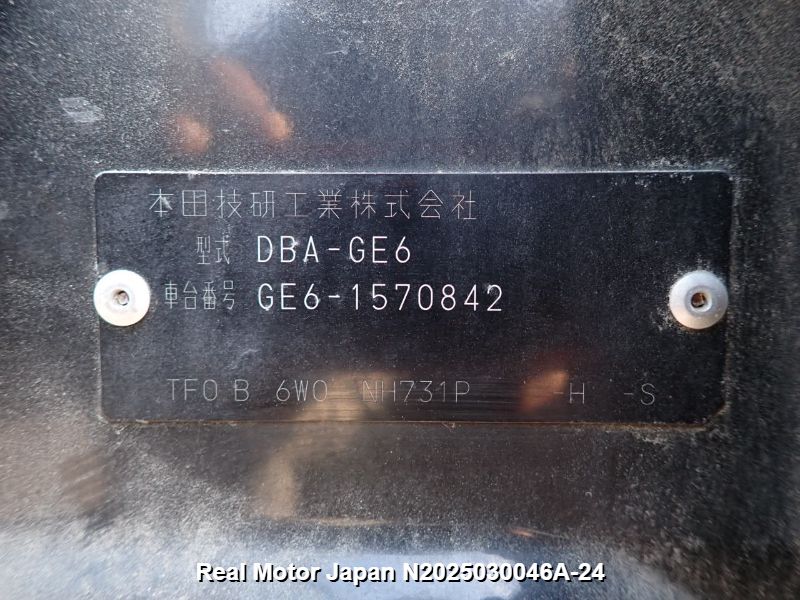 本田技研工業株式会社
型式 DBA-GE6
車台番号 GE6-1570842
TF0 B 6W0 NH731P -H -S
Real Motor Japan N2025030046A-24